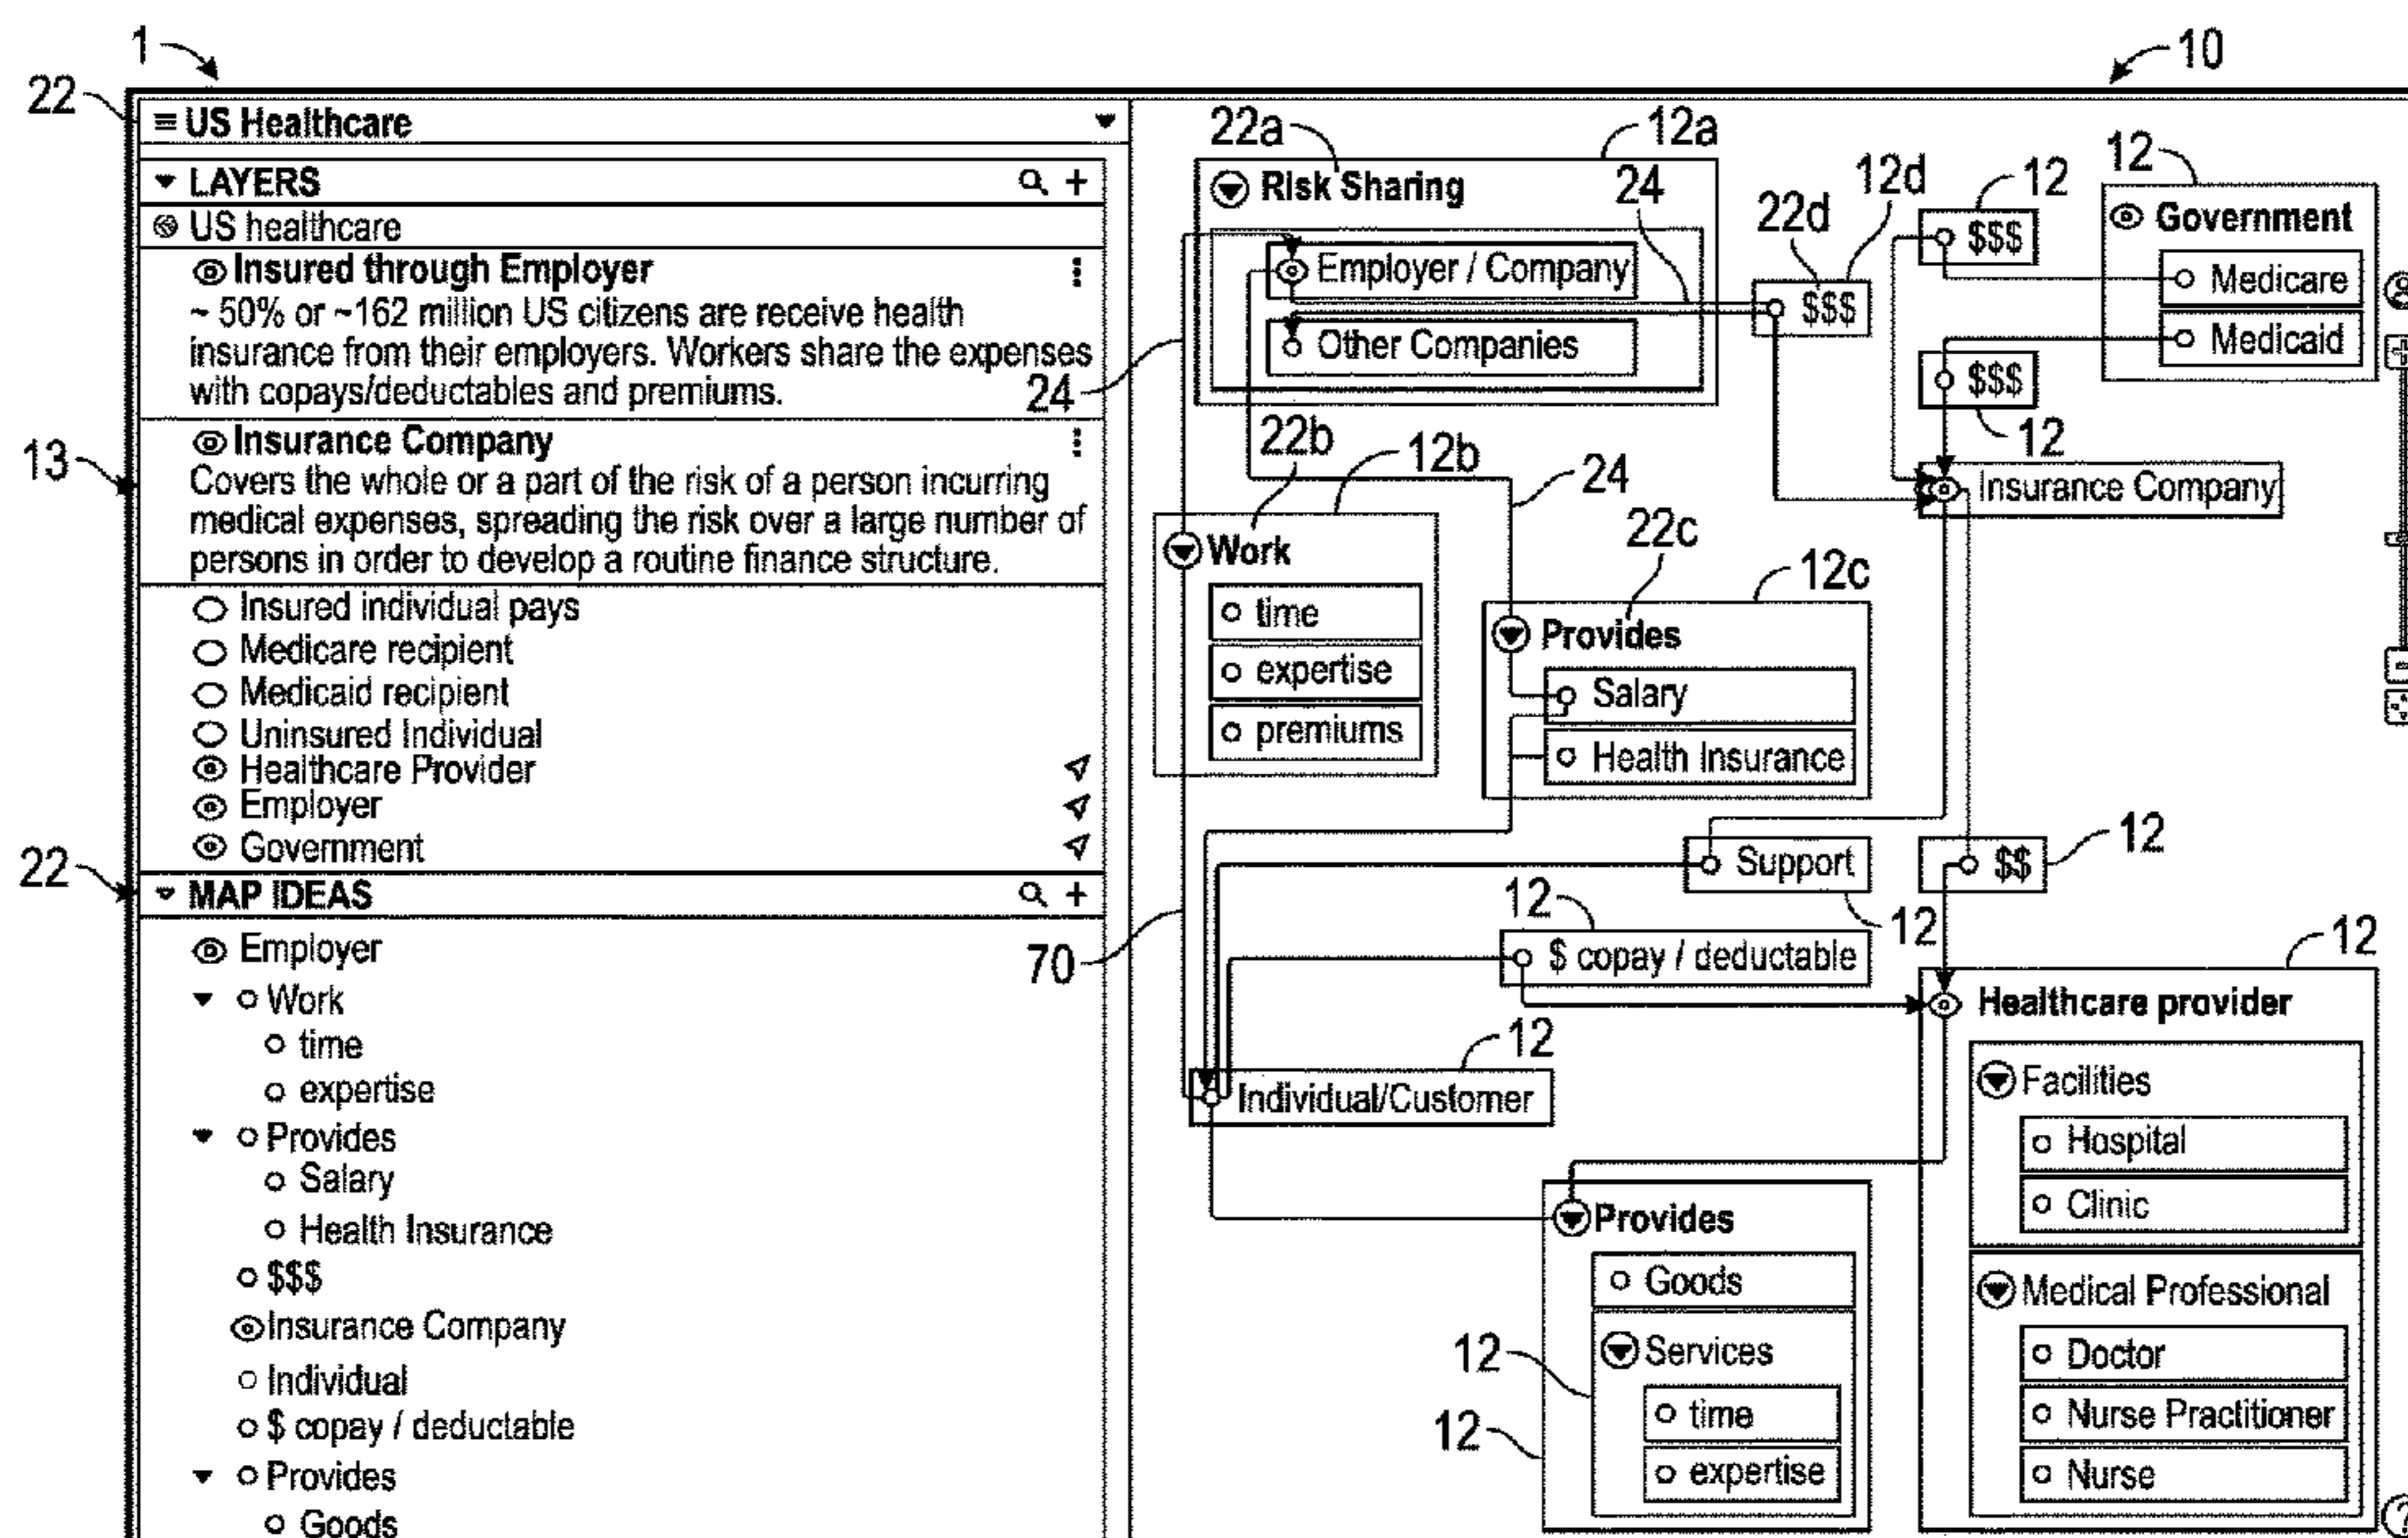 1
10
22
US Healthcare
LAYERS
US healthcare
Insured through Employer
~ 50% or ~162 million US citizens are receive health
insurance from their employers. Workers share the expenses
with copays/deductables and premiums.
24
Insurance Company
13
Covers the whole or a part of the risk of a person incurring
medical expenses, spreading the risk over a large number of
persons in order to develop a routine finance structure.
Insured individual pays
Medicare recipient
Medicaid recipient
Uninsured Individual
Healthcare Provider
Employer
Government
22
MAP IDEAS
Employer
70
Work
time
expertise
Provides
Salary
Health Insurance
$$$
Insurance Company
Individual
$ copay / deductable
Provides
Goods
22a
12a
Risk Sharing
24
Employer / Company
Other Companies
22d
12d
$$$
12
$$$
12
Government
Medicare
Medicaid
$$$
12
Insurance Company
22b
12b
24
Work
time
expertise
premiums
22c
12c
Provides
Salary
Health Insurance
Support
12
$$
12
12
$ copay / deductable
12
Individual/Customer
12
Healthcare provider
Facilities
Hospital
Clinic
Medical Professional
Doctor
Nurse Practitioner
Nurse
Provides
Goods
12
Services
12
time
expertise